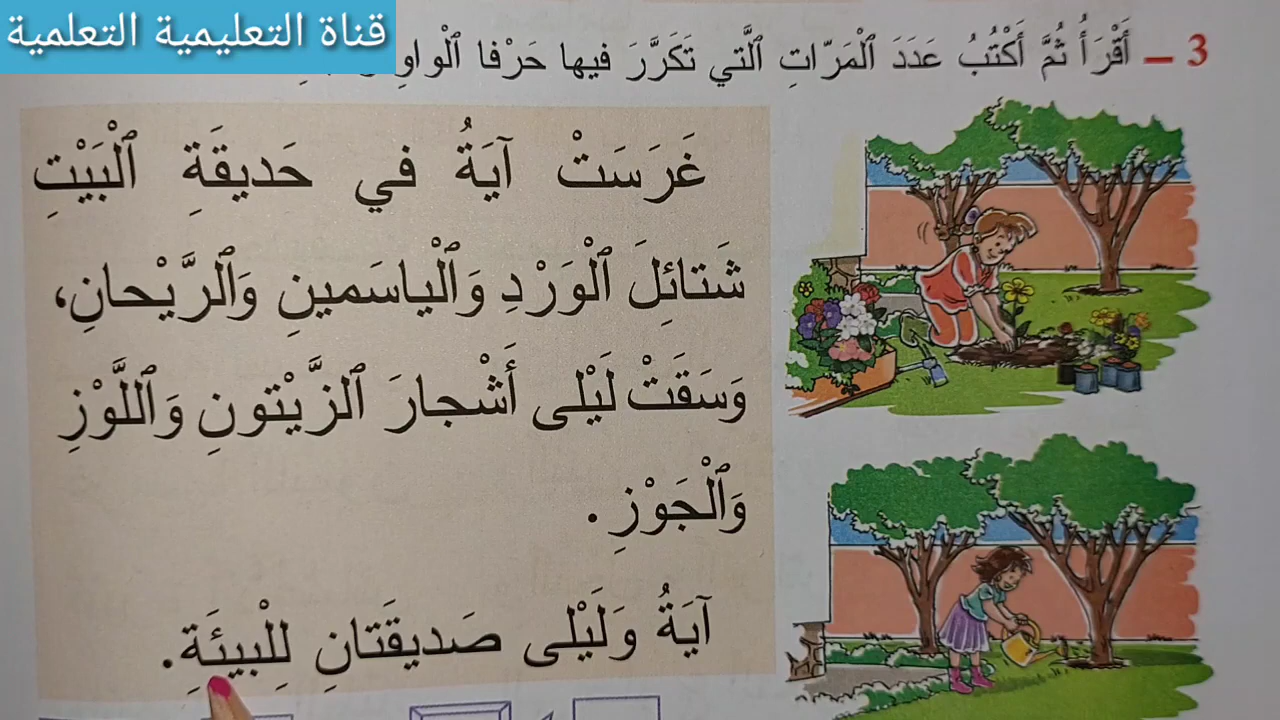 قناة التعليمية التعلمية
3 ـ أَقْرَأُ ثُمَّ أَكْتُبُ عَدَدَ ٱلْمَرّاتِ ٱلَّتي تَكَرَّرَ فيها حَرْفا ٱلْواوِ
غَرَسَتْ آيَةُ في حَديقَةِ ٱلْبَيْتِ
شَتائِلَ ٱلْوَرْدِ وَٱلْياسَمينِ وَٱلرَّيْحانِ،
وَسَقَتْ لَيْلى أَشْجارَ ٱلزَّيْتونِ وَٱللَّوْزِ
وَٱلْجَوْزِ.
آيَةُ وَلَيْلى صَديقَتانِ لِلْبيئَةِ.